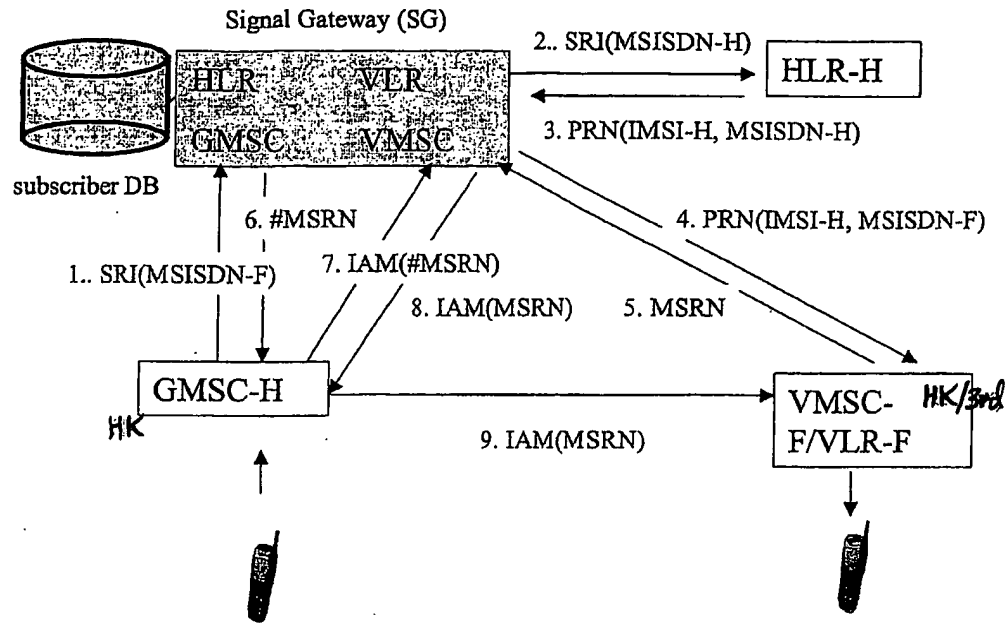 Signal Gateway (SG)
2.. SRI(MSISDN-H)
HLR
VLR
HLR-H
GMSC
VMSC
3. PRN(IMSI-H, MSISDN-H)
subscriber DB
6. #MSRN
4. PRN(IMSI-H, MSISDN-F)
7. IAM(#MSRN)
1.. SRI(MSISDN-F)
8. IAM(MSRN)
5. MSRN
GMSC-H
HK
VMSC-
F/VLR-F
HK/3rd
9. IAM(MSRN)